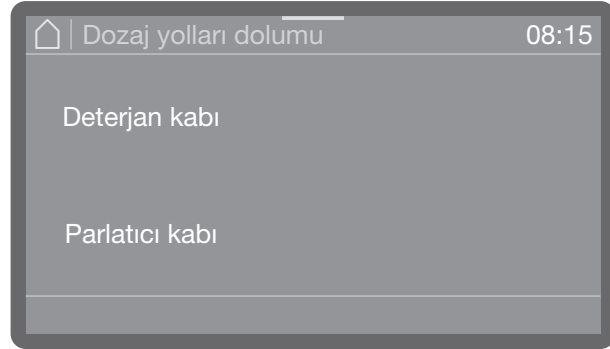 Dozaj yolları dolumu 08:15
Deterjan kabı
Parlatıcı kabı